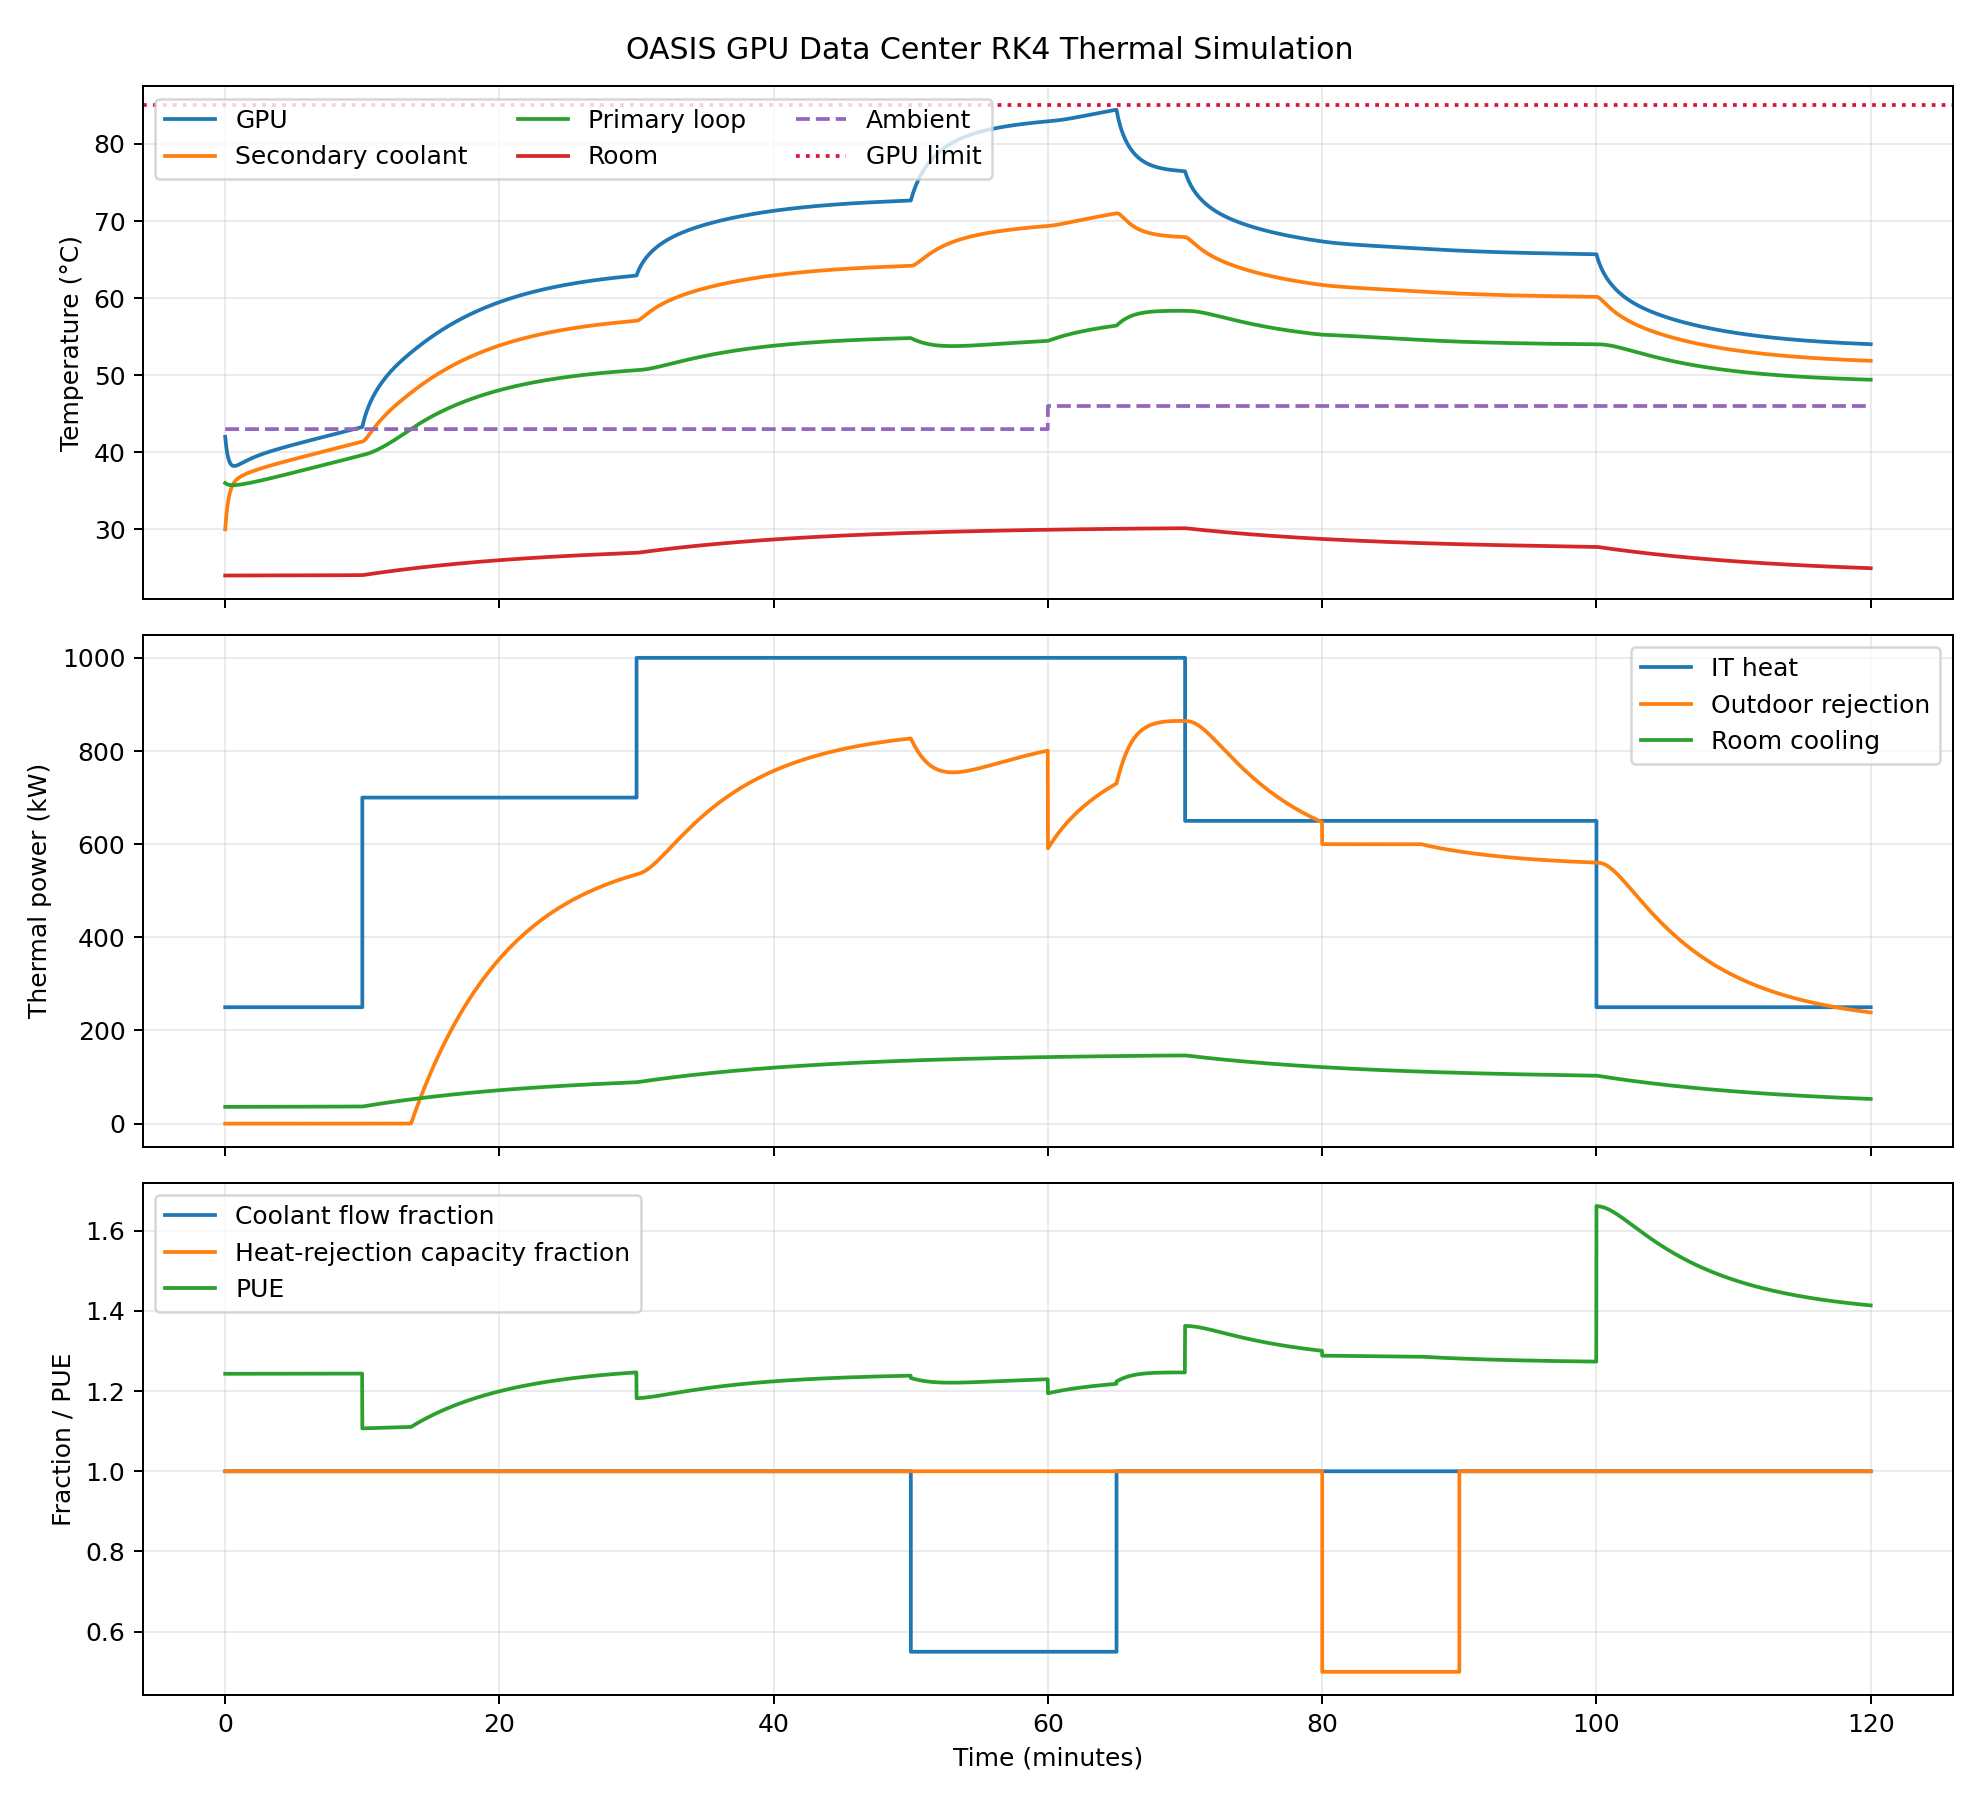 OASIS GPU Data Center RK4 Thermal Simulation
GPU
Secondary coolant
Primary loop
Room
Ambient
GPU limit
Temperature (°C)
80
70
60
50
40
30
IT heat
Outdoor rejection
Room cooling
Thermal power (kW)
1000
800
600
400
200
0
Coolant flow fraction
Heat-rejection capacity fraction
PUE
Fraction / PUE
1.6
1.4
1.2
1.0
0.8
0.6
0 20 40 60 80 100 120
Time (minutes)